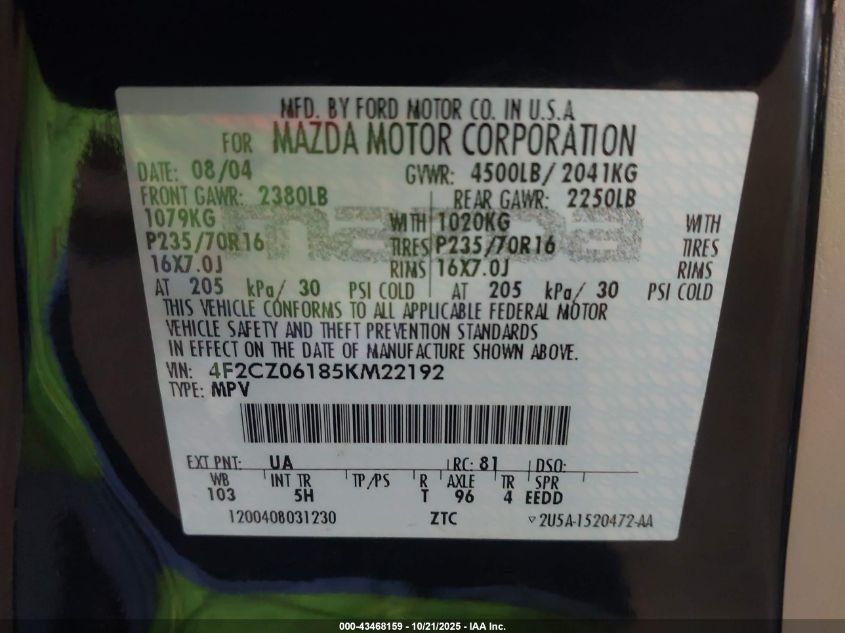 MFD. BY FORD MOTOR CO. IN U.S.A
FOR MAZDA MOTOR CORPORATION
DATE: 08/04 GVWR: 4500LB/ 2041KG
FRONT GAWR: 2380LB REAR GAWR: 2250LB
1079KG WITH 1020KG WITH
P235/70R16 TIRES P235/70R16 TIRES
16X7.0J RIMS 16X7.0J RIMS
AT 205 kPa/ 30 PSI COLD AT 205 kPa/ 30 PSI COLD
THIS VEHICLE CONFORMS TO ALL APPLICABLE FEDERAL MOTOR
VEHICLE SAFETY AND THEFT PREVENTION STANDARDS
IN EFFECT ON THE DATE OF MANUFACTURE SHOWN ABOVE.
VIN: 4F2CZ06185KM22192
TYPE: MPV
EXT PNT: UA RC: 81 DSO:
WB INT TR TP/PS R AXLE TR SPR
103 5H T 96 4 EEDD
1200408031230 ZTC ▽ 2U5A-1520472-AA
mazda
000-43468159 - 10/21/2025 - IAA Inc.